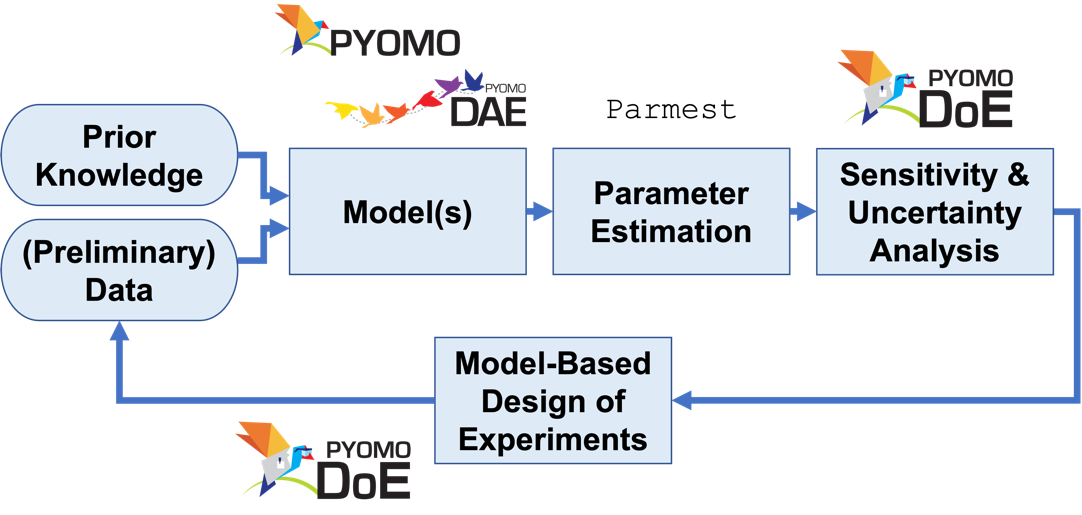 PYOMO
PYOMO
DAE
Parmest
PYOMO
DoE
Prior
Knowledge
(Preliminary)
Data
Model(s)
Parameter
Estimation
Sensitivity &
Uncertainty
Analysis
Model-Based
Design of
Experiments
PYOMO
DoE